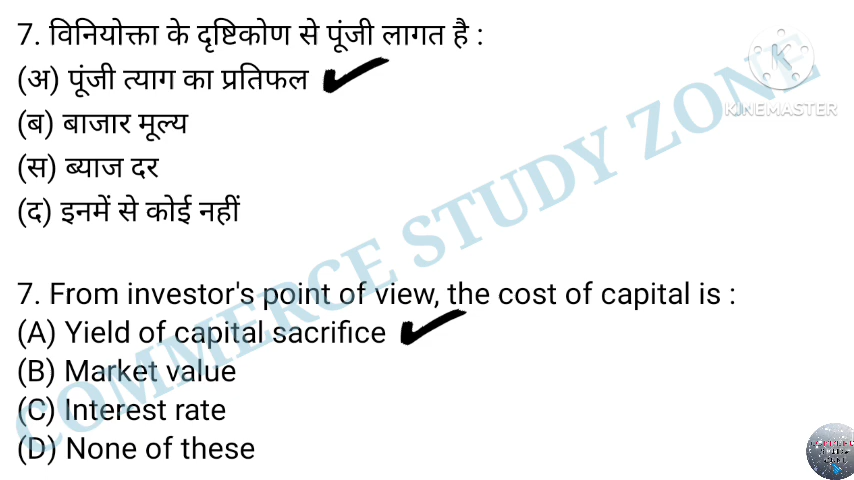 7. विनियोक्ता के दृष्टिकोण से पूंजी लागत है :
(अ) पूंजी त्याग का प्रतिफल
(ब) बाजार मूल्य
(स) ब्याज दर
(द) इनमें से कोई नहीं
7. From investor's point of view, the cost of capital is :
(A) Yield of capital sacrifice
(B) Market value
(C) Interest rate
(D) None of these
COMMERCE STUDY ZONE
KINEMASTER